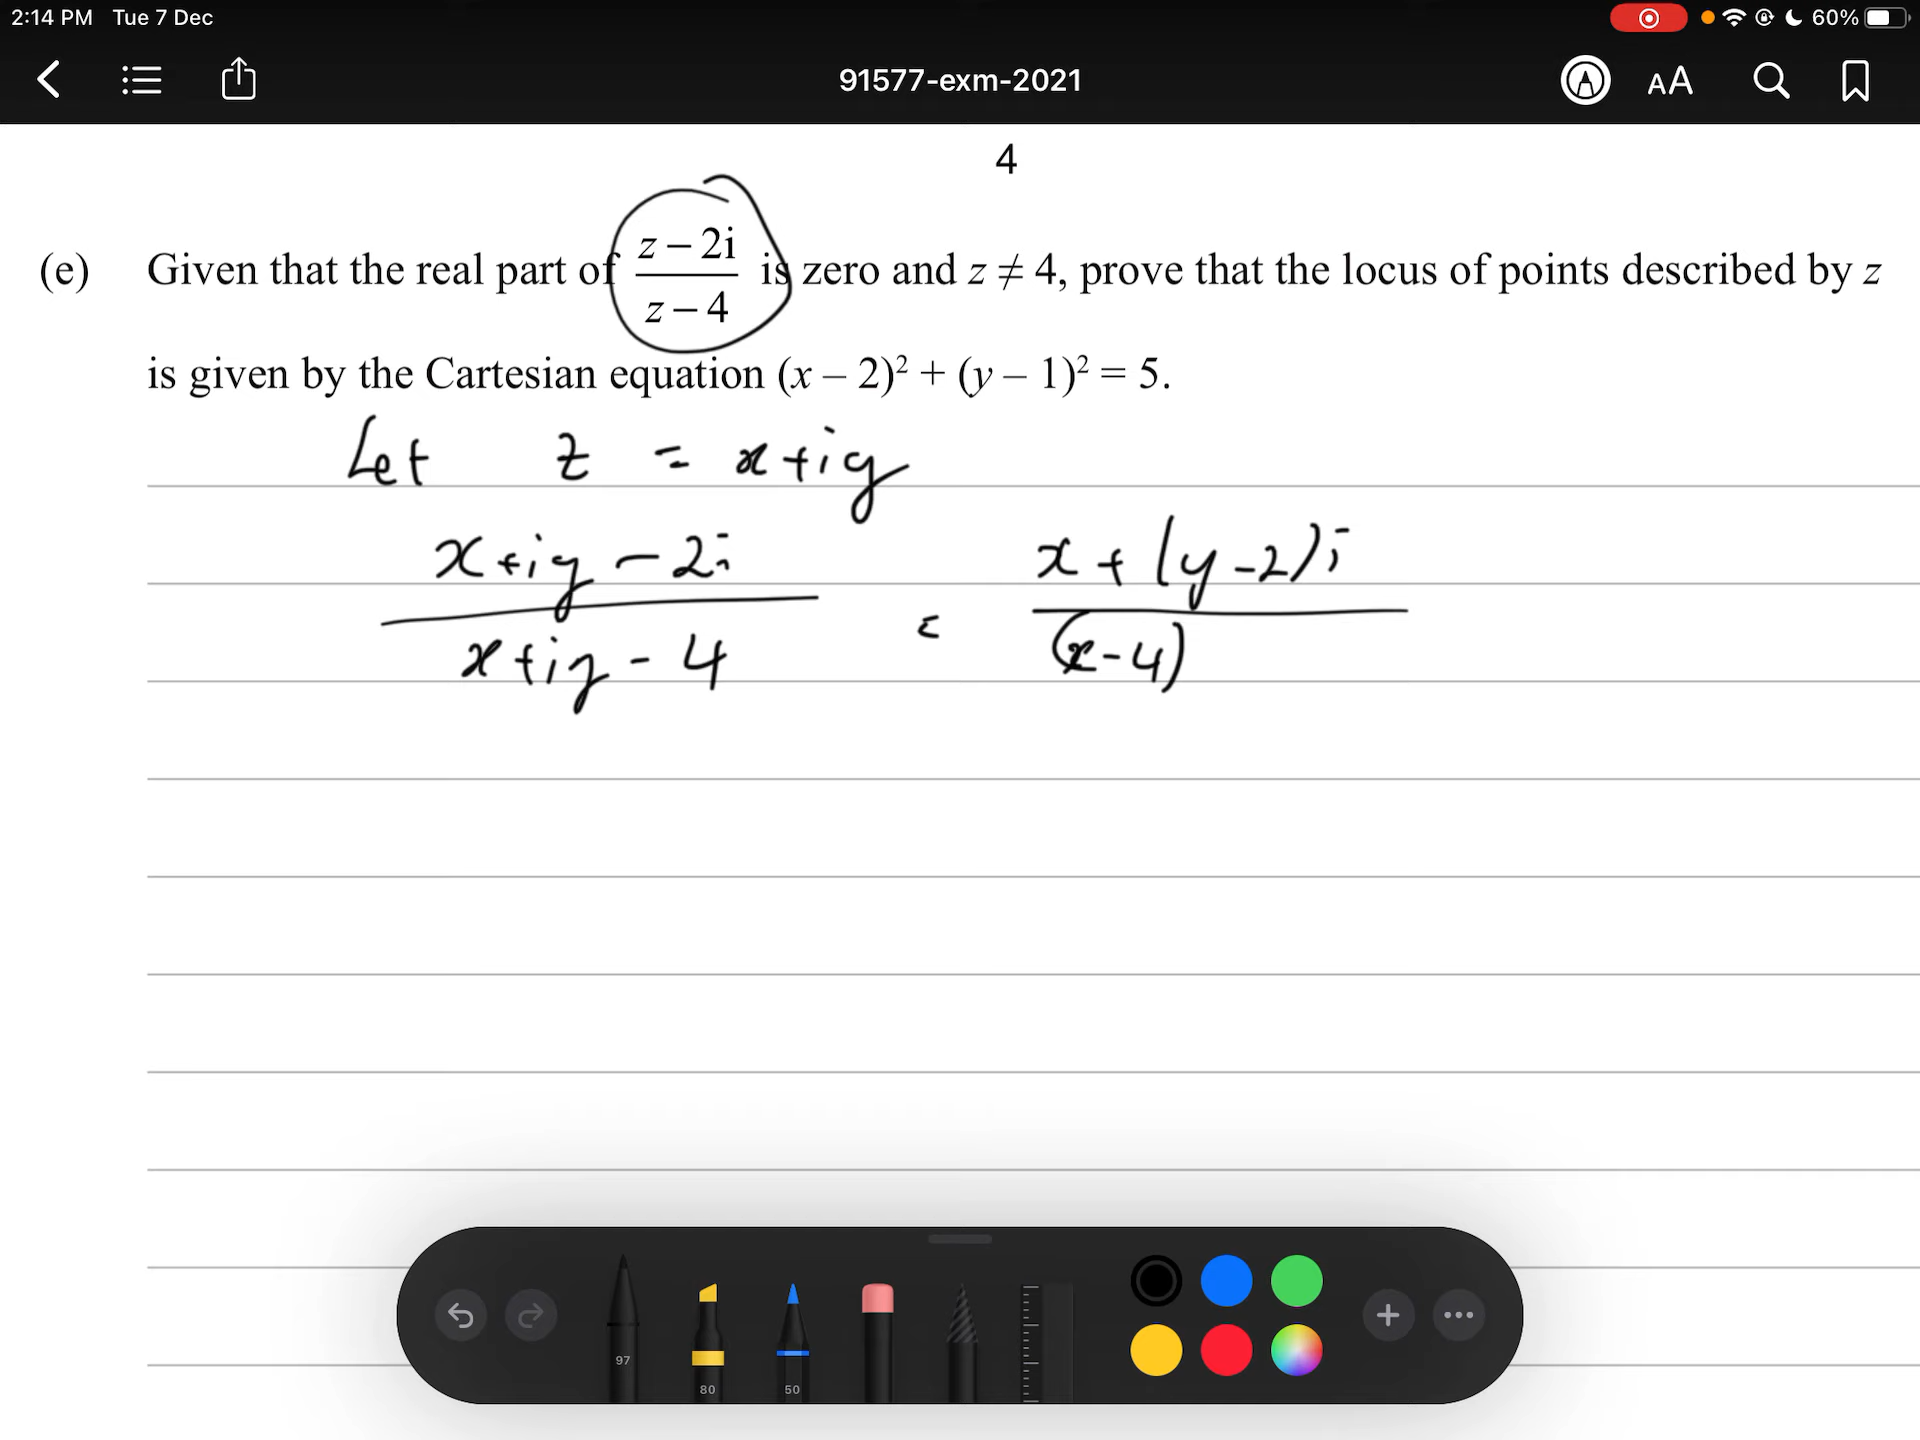 2:14 PM Tue 7 Dec
60%
91577-exm-2021
AA
4
(e) Given that the real part of (z – 2i)/(z – 4) is zero and z ≠ 4, prove that the locus of points described by z
is given by the Cartesian equation (x – 2)² + (y – 1)² = 5.
Let z = x+iy
(x+iy – 2i)/(x+iy – 4) = (x + (y–2)i)/((x–4)
97
80
50